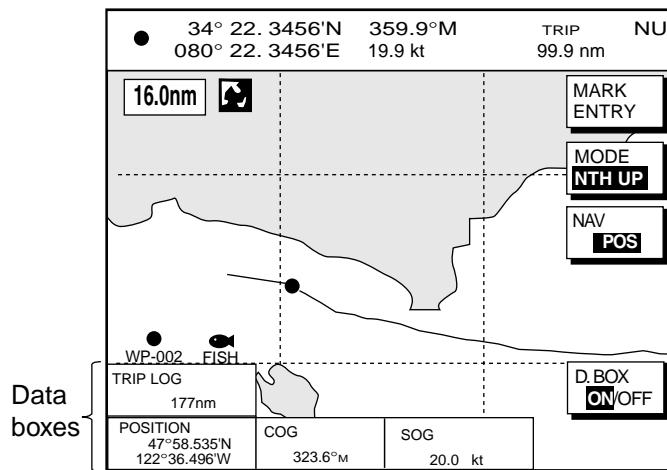 34° 22. 3456'N 359.9°M TRIP NU
080° 22. 3456'E 19.9 kt 99.9 nm
16.0nm
MARK
ENTRY
MODE
NTH UP
NAV
POS
WP-002 FISH
TRIP LOG
177nm
D. BOX
ON/OFF
Data
boxes
POSITION
47°58.535'N
122°36.496'W
COG
323.6°M
SOG
20.0 kt